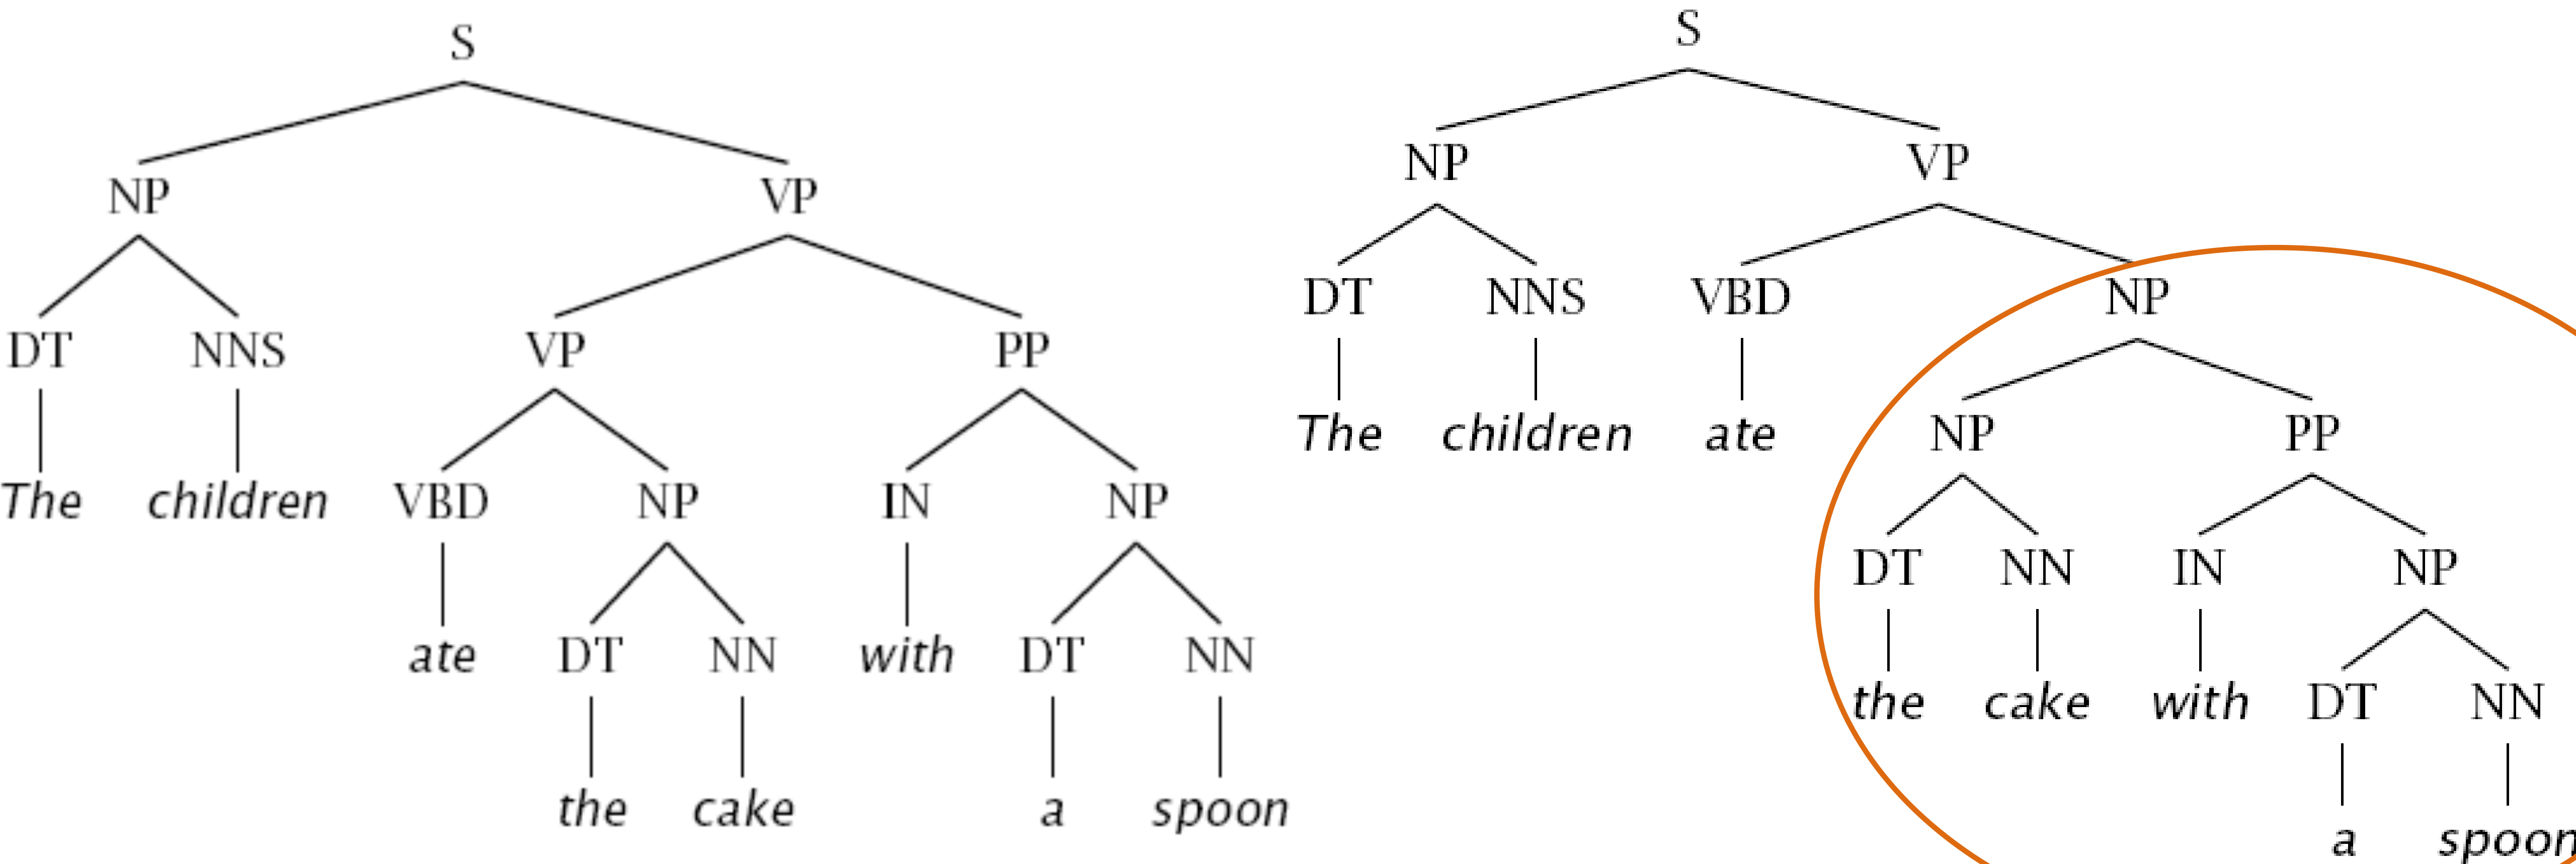 S
NP VP
DT NNS VP PP
The children VBD NP IN NP
ate DT NN with DT NN
the cake a spoon
S
NP VP
DT NNS VBD NP
The children ate NP PP
DT NN IN NP
the cake with DT NN
a spoon